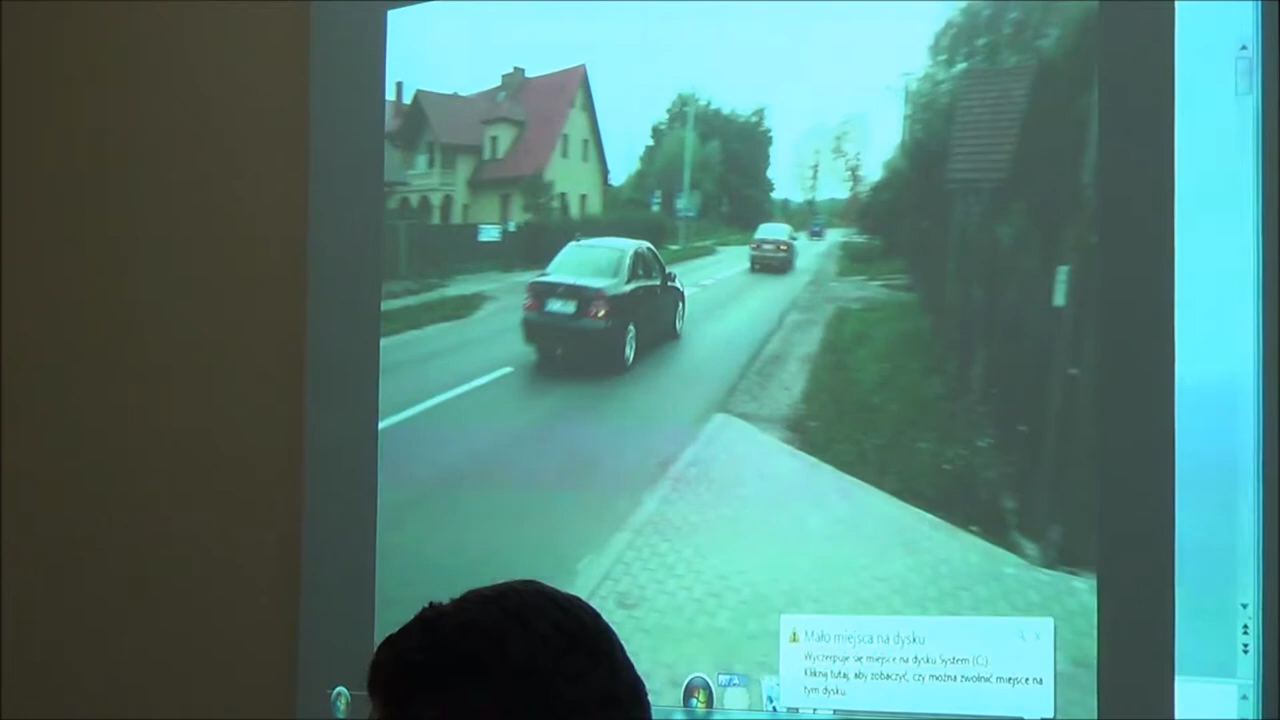 Mało miejsca na dysku
Wyczerpuje się miejsce na dysku System (C:)
Kliknij tutaj, aby zobaczyć, czy można zwolnić miejsce na
tym dysku.